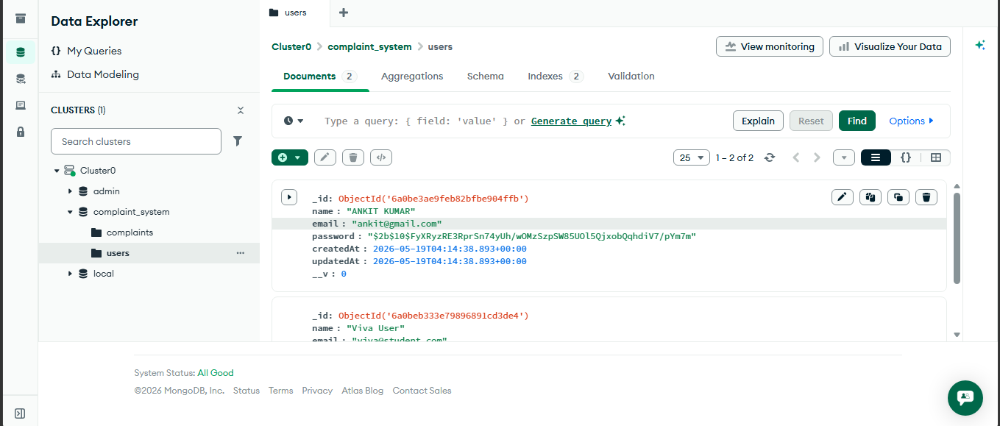 Data Explorer
My Queries
Data Modeling
CLUSTERS (1)
Search clusters
Cluster0
admin
complaint_system
complaints
users
local
users
Cluster0 > complaint_system > users
View monitoring
Visualize Your Data
Documents 2 Aggregations Schema Indexes 2 Validation
Type a query: { field: 'value' } or Generate query
Explain Reset Find Options
25 1 – 2 of 2
_id: ObjectId('6a0be3ae9feb82bfbe904ffb')
name : "ANKIT KUMAR"
email : "ankit@gmail.com"
password : "$2b$10$FyXRyzRE3RprSn74yUh/wOMzSzpSW85UOl5QjxobQqhdiV7/pYm7m"
createdAt : 2026-05-19T04:14:38.893+00:00
updatedAt : 2026-05-19T04:14:38.893+00:00
__v : 0
_id: ObjectId('6a0beb333e79896891cd3de4')
name : "Viva User"
email : "viva@student.com"
System Status: All Good
©2026 MongoDB, Inc. Status Terms Privacy Atlas Blog Contact Sales